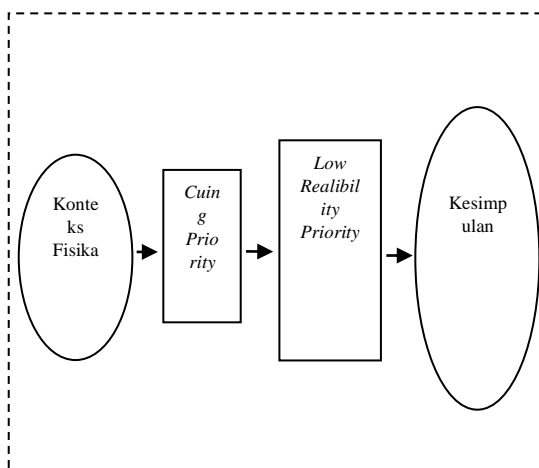 Konte
ks
Fisika
Cuin
g
Prio
rity
Low
Realibil
ity
Priority
Kesimp
ulan